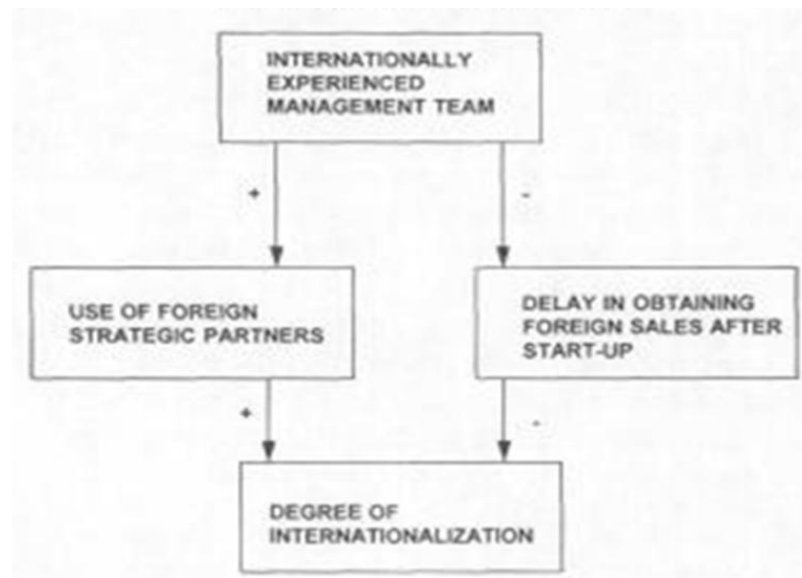 INTERNATIONALLY
EXPERIENCED
MANAGEMENT TEAM
+
-
USE OF FOREIGN
STRATEGIC PARTNERS
DELAY IN OBTAINING
FOREIGN SALES AFTER
START-UP
+
-
DEGREE OF
INTERNATIONALIZATION